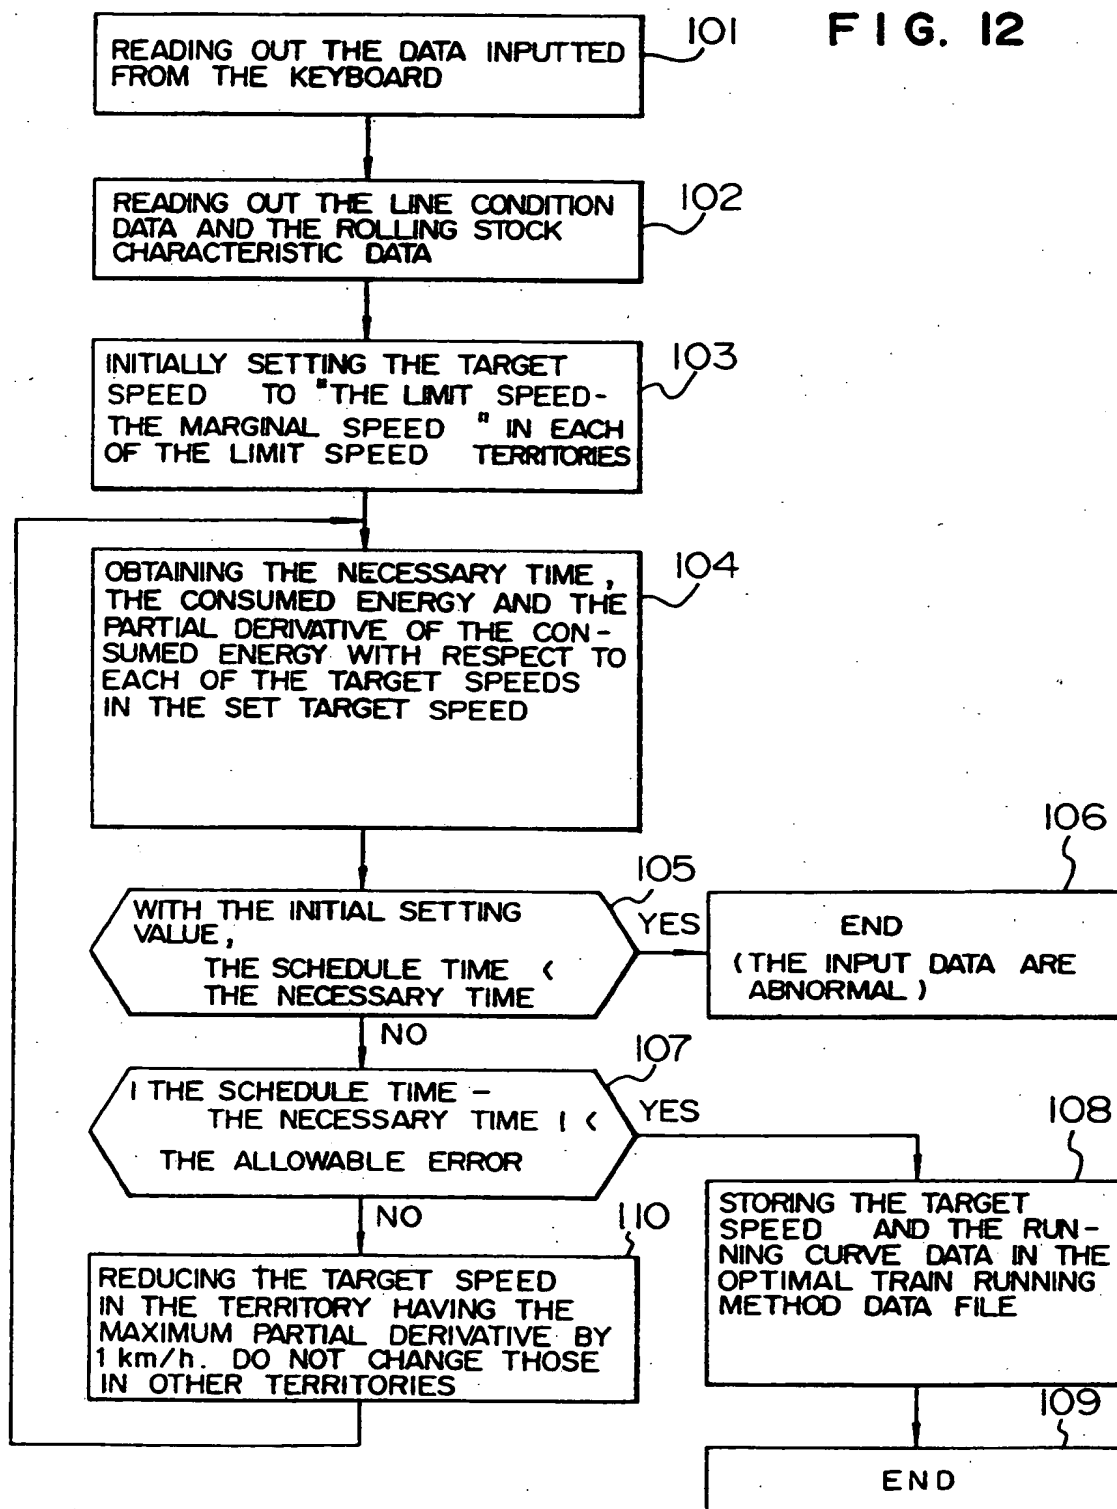 FIG. 12
101
READING OUT THE DATA INPUTTED
FROM THE KEYBOARD
102
READING OUT THE LINE CONDITION
DATA AND THE ROLLING STOCK
CHARACTERISTIC DATA
103
INITIALLY SETTING THE TARGET
SPEED TO "THE LIMIT SPEED-
THE MARGINAL SPEED " IN EACH
OF THE LIMIT SPEED TERRITORIES
104
OBTAINING THE NECESSARY TIME,
THE CONSUMED ENERGY AND THE
PARTIAL DERIVATIVE OF THE CON-
SUMED ENERGY WITH RESPECT TO
EACH OF THE TARGET SPEEDS
IN THE SET TARGET SPEED
105
WITH THE INITIAL SETTING
VALUE,
THE SCHEDULE TIME <
THE NECESSARY TIME
YES
106
END
(THE INPUT DATA ARE
ABNORMAL)
NO
107
| THE SCHEDULE TIME -
THE NECESSARY TIME | <
THE ALLOWABLE ERROR
YES
108
STORING THE TARGET
SPEED AND THE RUN-
NING CURVE DATA IN THE
OPTIMAL TRAIN RUNNING
METHOD DATA FILE
NO
110
REDUCING THE TARGET SPEED
IN THE TERRITORY HAVING THE
MAXIMUM PARTIAL DERIVATIVE BY
1 km/h. DO NOT CHANGE THOSE
IN OTHER TERRITORIES
109
END